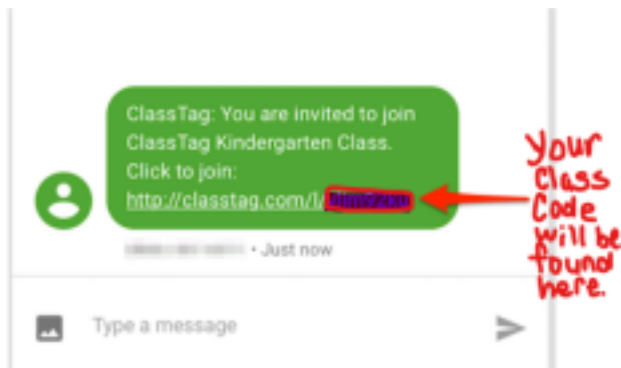 ClassTag: You are invited to join
ClassTag Kindergarten Class.
Click to join:
http://classtag.com/l/
• Just now
Type a message
Your
Class
Code
will be
found
here.